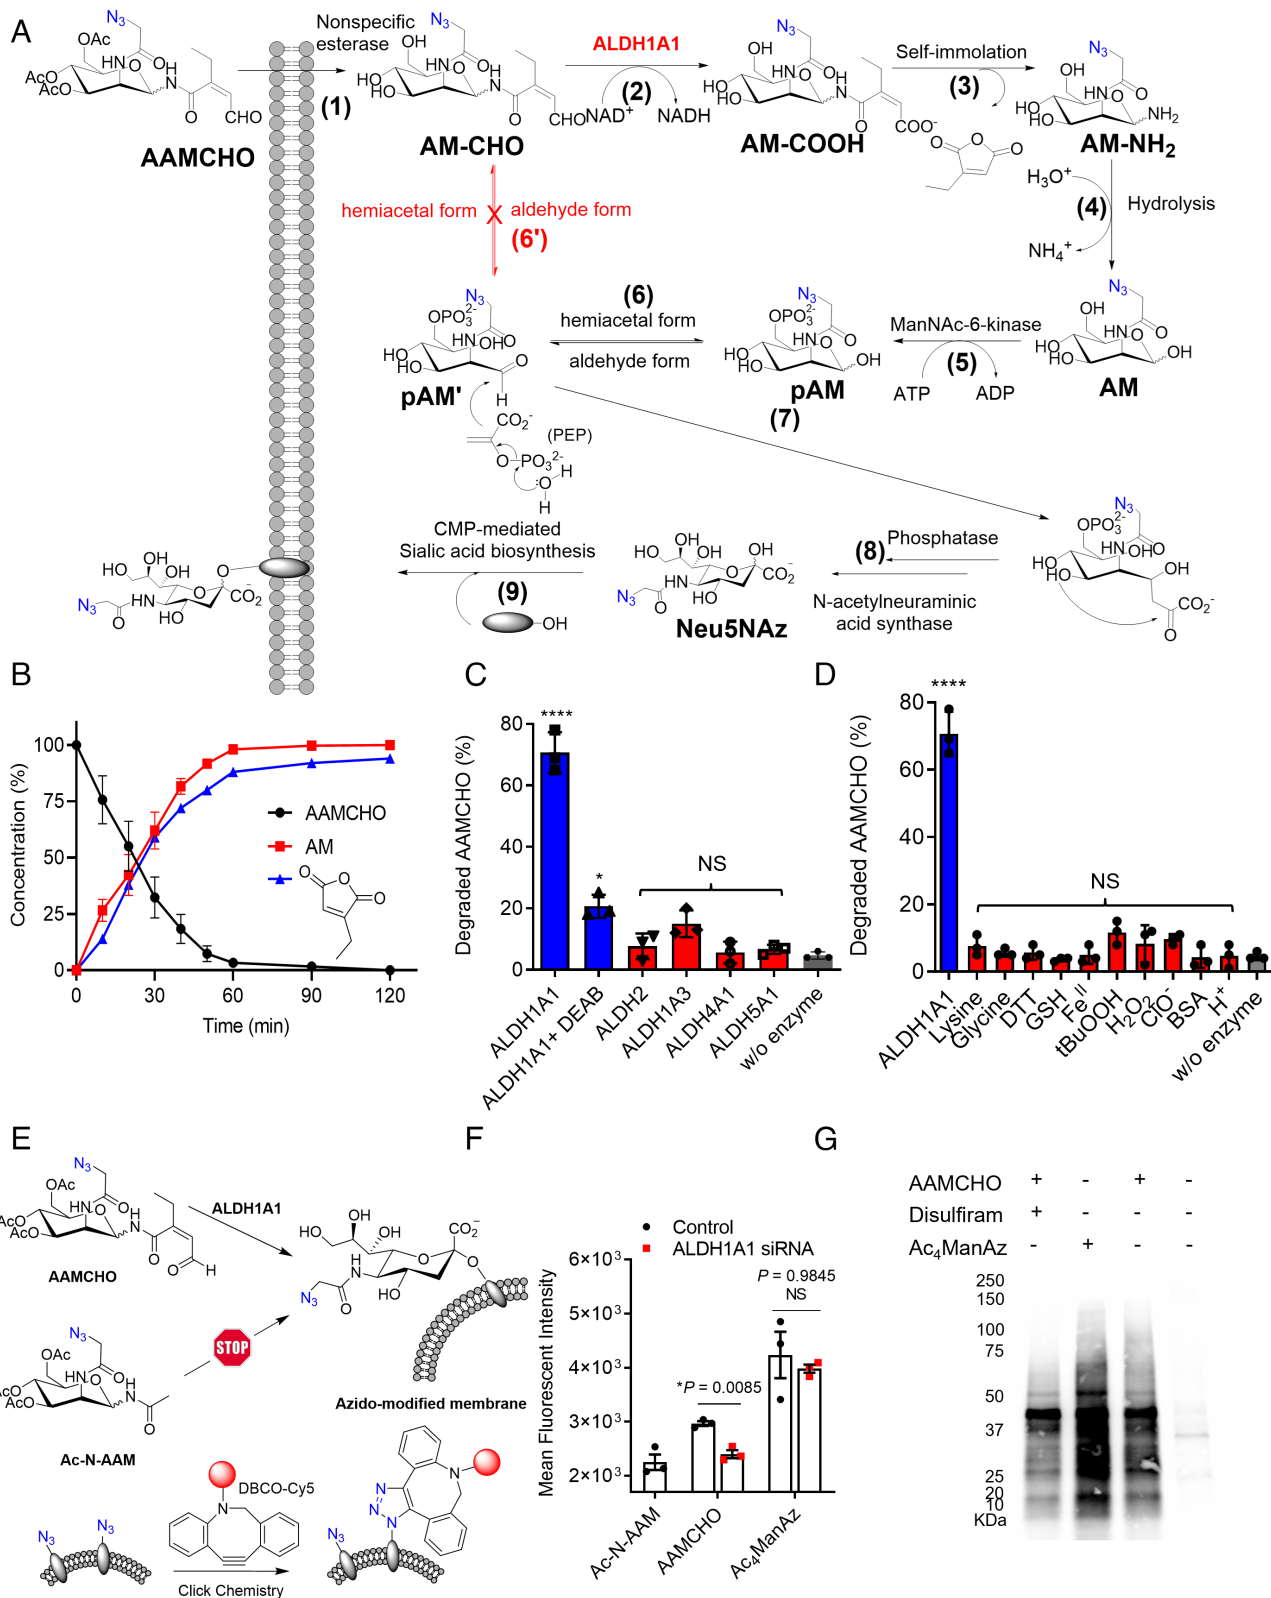 A
N₃
OAc
HN
O
O
AcO
AcO
H
N
O
CHO
AAMCHO
Nonspecific
esterase
(1)
N₃
OH
HN
O
O
HO
HO
H
N
O
CHO
AM-CHO
ALDH1A1
(2)
NAD⁺
NADH
N₃
OH
HN
O
O
HO
HO
H
N
O
COO⁻
AM-COOH
Self-immolation
(3)
O
O
O
N₃
OH
HN
O
O
HO
HO
NH₂
AM-NH₂
H₃O⁺
(4)
Hydrolysis
NH₄⁺
hemiacetal form
aldehyde form
X
(6')
N₃
OPO₃²⁻
HN
OH
O
HO
HO
O
H
pAM'
(6)
hemiacetal form
aldehyde form
N₃
OPO₃²⁻
HN
O
O
HO
HO
OH
pAM
ManNAc-6-kinase
(5)
ATP
ADP
N₃
OH
HN
O
O
HO
HO
OH
AM
CO₂⁻
(PEP)
O
OPO₃²⁻
H
:O
H
(7)
N₃
OPO₃²⁻
HN
OH
O
HO
HO
OH
CO₂⁻
O
(8)
Phosphatase
N-acetylneuraminic
acid synthase
HO
OH
HO
OH
OH
O
CO₂⁻
HN
N₃
O
HO
Neu5NAz
CMP-mediated
Sialic acid biosynthesis
(9)
OH
OH
HO
OH
O
O
CO₂⁻
N₃
HN
O
HO
B
Concentration (%)
100
75
50
25
0
0
30
60
90
120
Time (min)
AAMCHO
AM
O
O
O
C
Degraded AAMCHO (%)
80
60
40
20
0
****
*
NS
ALDH1A1
ALDH1A1+ DEAB
ALDH2
ALDH1A3
ALDH4A1
ALDH5A1
w/o enzyme
D
Degraded AAMCHO (%)
80
60
40
20
0
****
NS
ALDH1A1
Lysine
Glycine
DTT
GSH
Feᴵᴵ
tBuOOH
H₂O₂
ClO⁻
BSA
H⁺
w/o enzyme
E
N₃
OAc
HN
O
O
AcO
AcO
H
N
O
O
H
AAMCHO
ALDH1A1
HO
OH
HO
OH
CO₂⁻
O
O
H
N
N₃
O
HO
N₃
OAc
HN
O
O
AcO
AcO
H
N
O
Ac-N-AAM
STOP
Azido-modified membrane
N
DBCO-Cy5
N₃
N₃
Click Chemistry
N
N
N
N
N₃
F
Control
ALDH1A1 siRNA
Mean Fluorescent Intensity
6×10³
5×10³
4×10³
3×10³
2×10³
*P = 0.0085
P = 0.9845
NS
Ac-N-AAM
AAMCHO
Ac₄ManAz
G
AAMCHO + - + -
Disulfiram + - - -
Ac₄ManAz - + - -
250
150
100
75
50
37
25
20
10
KDa